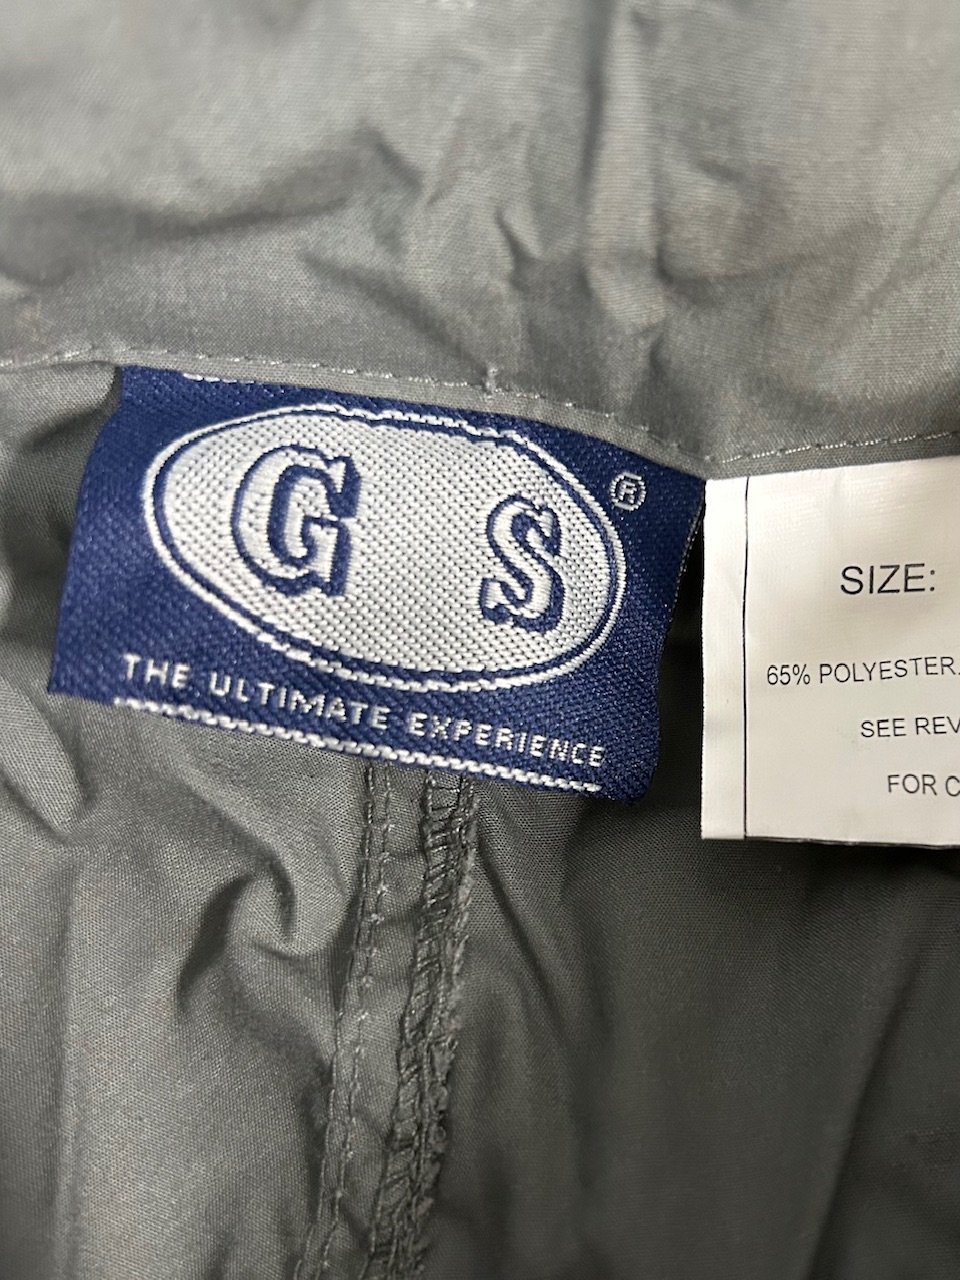 G S ®
THE ULTIMATE EXPERIENCE
SIZE:
65% POLYESTER
SEE REV
FOR C